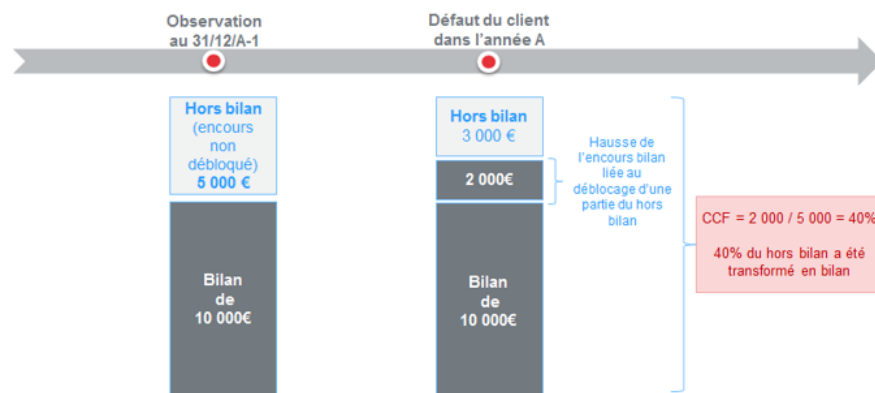 Observation
au 31/12/A-1
Défaut du client
dans l'année A
Hors bilan
(encours
non
débloqué)
5 000 €
Bilan
de
10 000€
Hors bilan
3 000 €
2 000€
Bilan
de
10 000€
Hausse de
l'encours bilan
liée au
déblocage d'une
partie du hors
bilan
CCF = 2 000 / 5 000 = 40%
40% du hors bilan a été
transformé en bilan